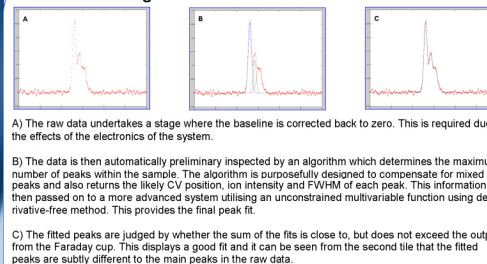 A
B
C
A) The raw data undertakes a stage where the baseline is corrected back to zero. This is required du
the effects of the electronics of the system.
B) The data is then automatically preliminary inspected by an algorithm which determines the maximu
number of peaks within the sample. The algorithm is purposefully designed to compensate for mixed
peaks and also returns the likely CV position, ion intensity and FWHM of each peak. This information
then passed on to a more advanced system utilising an unconstrained multivariable function using de
rivative-free method. This provides the final peak fit.
C) The fitted peaks are judged by whether the sum of the fits is close to, but does not exceed the outp
from the Faraday cup. This displays a good fit and it can be seen from the second tile that the fitted
peaks are subtly different to the main peaks in the raw data.